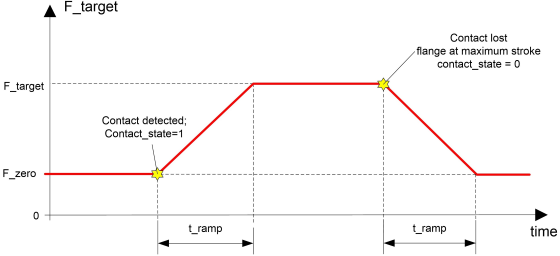 F_target
Contact lost
flange at maximum stroke
contact_state = 0
F_target
Contact detected;
Contact_state=1
F_zero
0
t_ramp
t_ramp
time